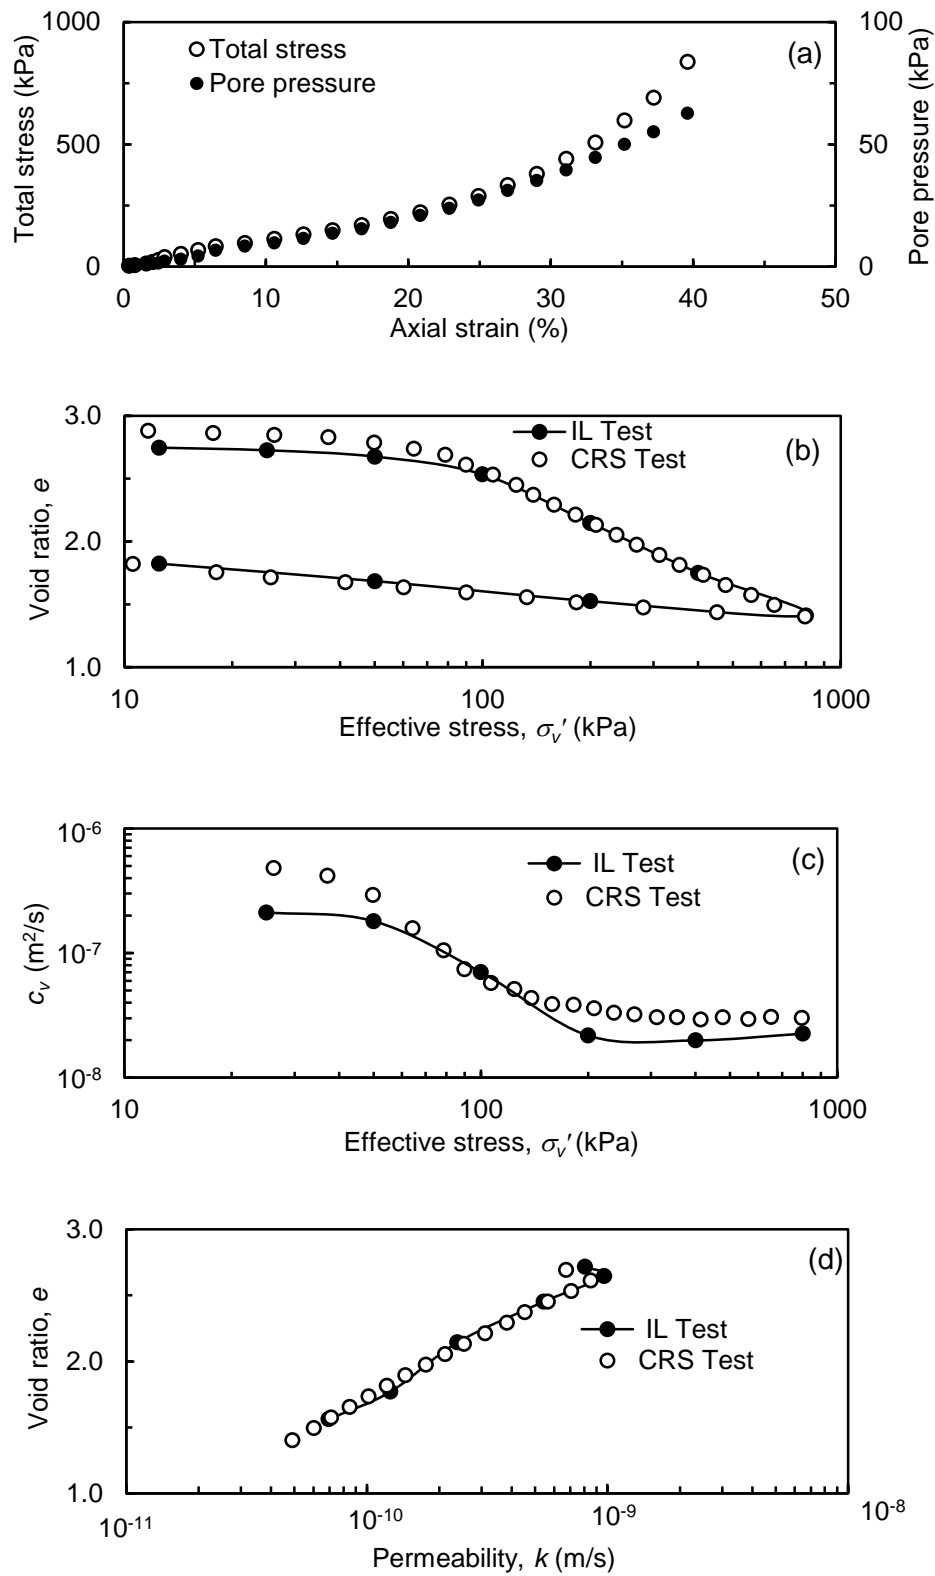 1000
100
Total stress
(a)
Pore pressure
Total stress (kPa)
500
50
Pore pressure (kPa)
0
0
0
10
20
30
40
50
Axial strain (%)
3.0
IL Test
(b)
CRS Test
Void ratio, e
2.0
1.0
10
100
1000
Effective stress, σv′ (kPa)
10-6
IL Test
(c)
CRS Test
cv (m2/s)
10-7
10-8
10
100
1000
Effective stress, σv′ (kPa)
3.0
(d)
IL Test
CRS Test
Void ratio, e
2.0
1.0
10-11
10-10
10-9
10-8
Permeability, k (m/s)